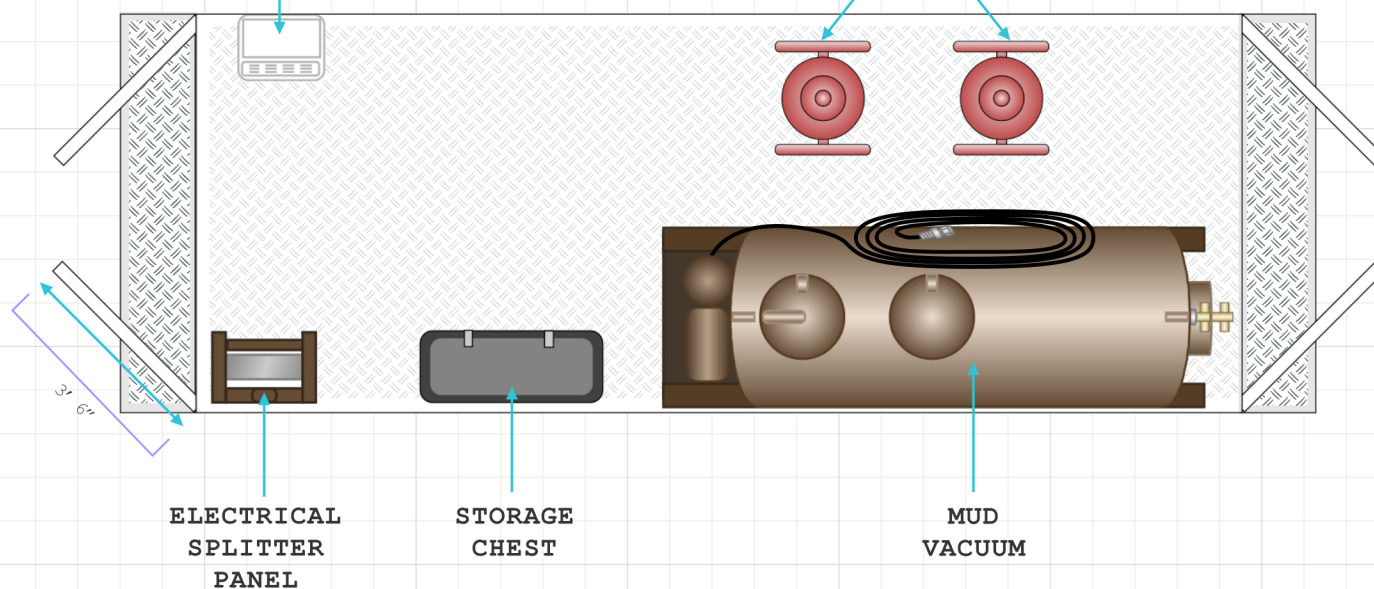 3' 6"
ELECTRICAL
SPLITTER
PANEL
STORAGE
CHEST
MUD
VACUUM